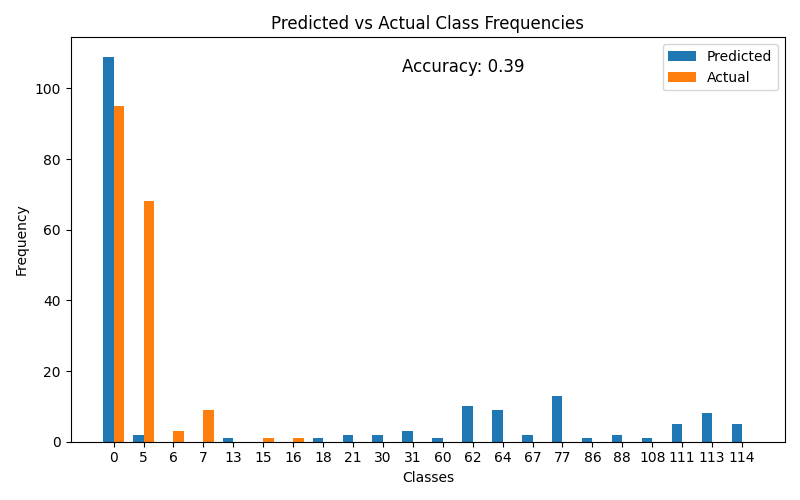 Predicted vs Actual Class Frequencies
Accuracy: 0.39
Predicted
Actual
Frequency
100
80
60
40
20
0
0 5 6 7 13 15 16 18 21 30 31 60 62 64 67 77 86 88 108 111 113 114
Classes